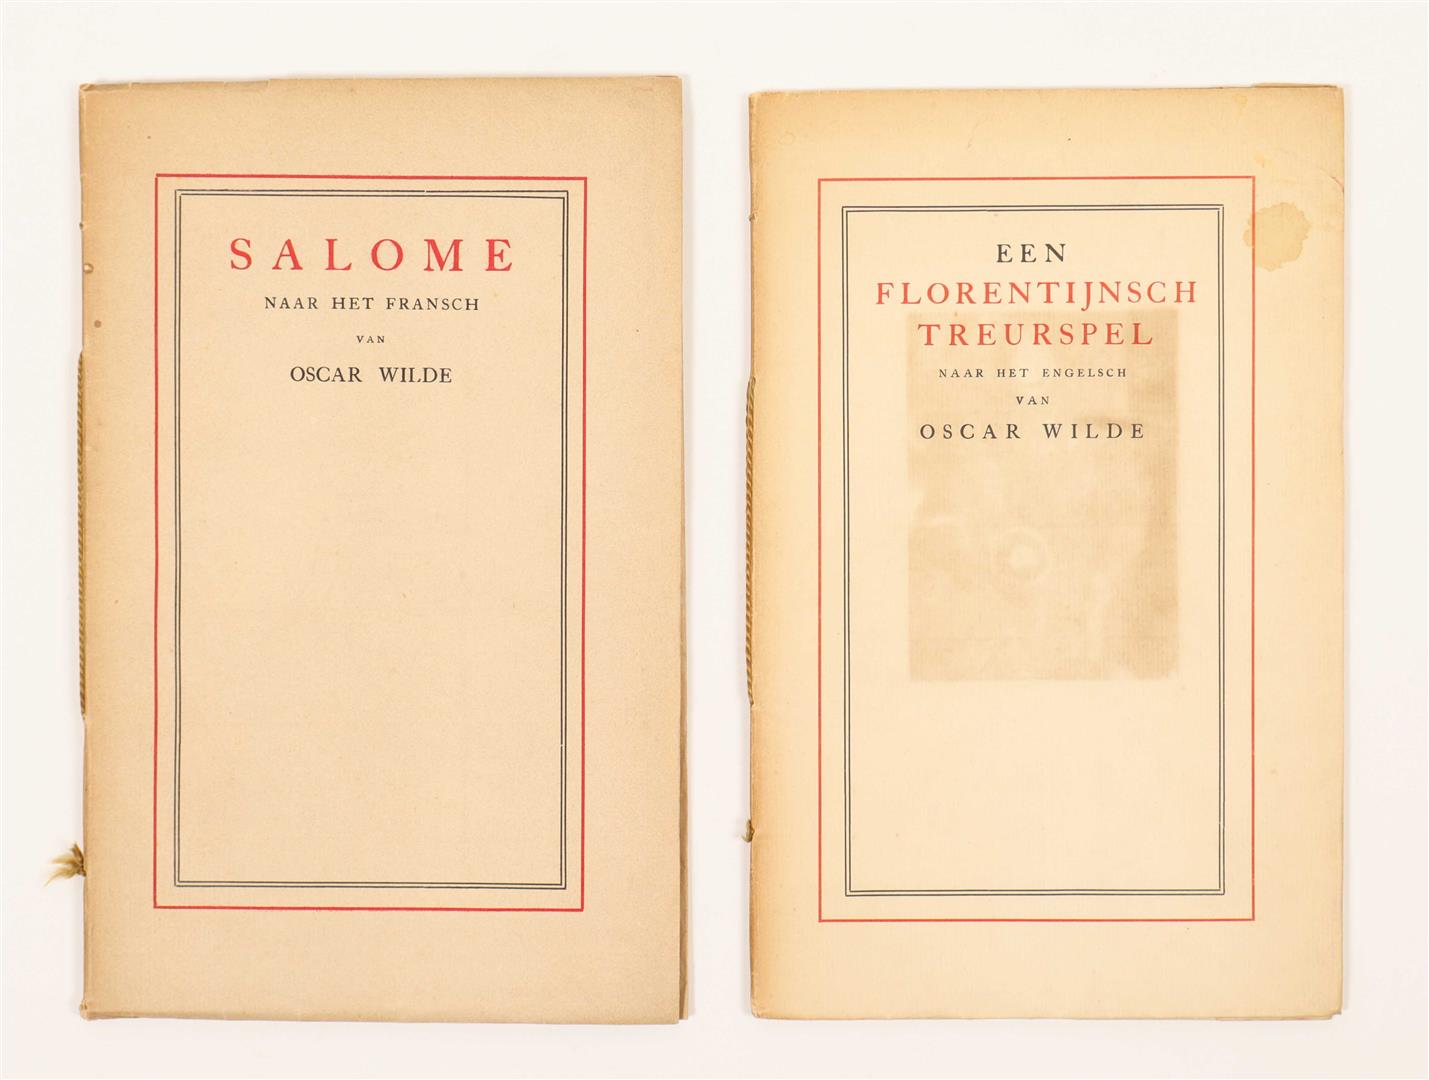 SALOME
NAAR HET FRANSCH
VAN
OSCAR WILDE
EEN
FLORENTIJNSCH
TREURSPEL
NAAR HET ENGELSCH
VAN
OSCAR WILDE